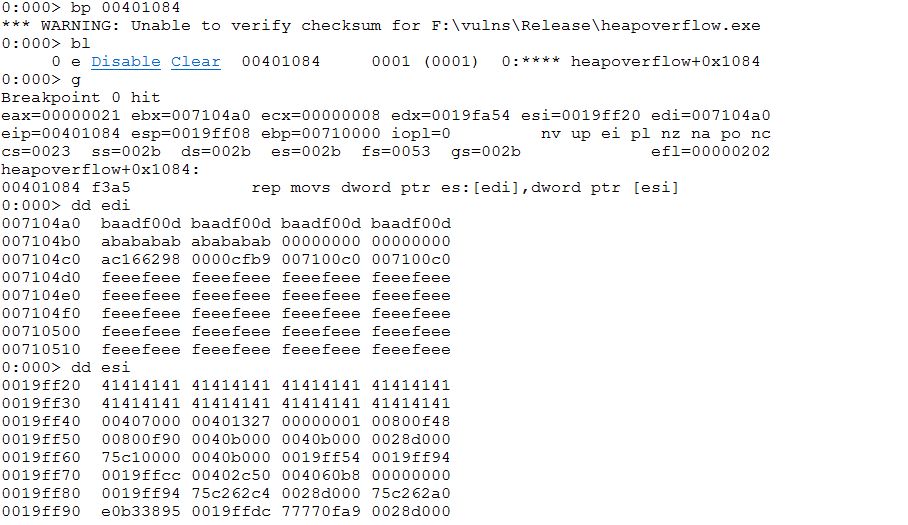 0:000> bp 00401084
*** WARNING: Unable to verify checksum for F:\vulns\Release\heapoverflow.exe
0:000> bl
     0 e Disable Clear  00401084     0001 (0001)  0:**** heapoverflow+0x1084
0:000> g
Breakpoint 0 hit
eax=00000021 ebx=007104a0 ecx=00000008 edx=0019fa54 esi=0019ff20 edi=007104a0
eip=00401084 esp=0019ff08 ebp=00710000 iopl=0         nv up ei pl nz na po nc
cs=0023  ss=002b  ds=002b  es=002b  fs=0053  gs=002b             efl=00000202
heapoverflow+0x1084:
00401084 f3a5            rep movs dword ptr es:[edi],dword ptr [esi]
0:000> dd edi
007104a0  baadf00d baadf00d baadf00d baadf00d
007104b0  abababab abababab 00000000 00000000
007104c0  ac166298 0000cfb9 007100c0 007100c0
007104d0  feeefeee feeefeee feeefeee feeefeee
007104e0  feeefeee feeefeee feeefeee feeefeee
007104f0  feeefeee feeefeee feeefeee feeefeee
00710500  feeefeee feeefeee feeefeee feeefeee
00710510  feeefeee feeefeee feeefeee feeefeee
0:000> dd esi
0019ff20  41414141 41414141 41414141 41414141
0019ff30  41414141 41414141 41414141 41414141
0019ff40  00407000 00401327 00000001 00800f48
0019ff50  00800f90 0040b000 0040b000 0028d000
0019ff60  75c10000 0040b000 0019ff54 0019ff94
0019ff70  0019ffcc 00402c50 004060b8 00000000
0019ff80  0019ff94 75c262c4 0028d000 75c262a0
0019ff90  e0b33895 0019ffdc 77770fa9 0028d000